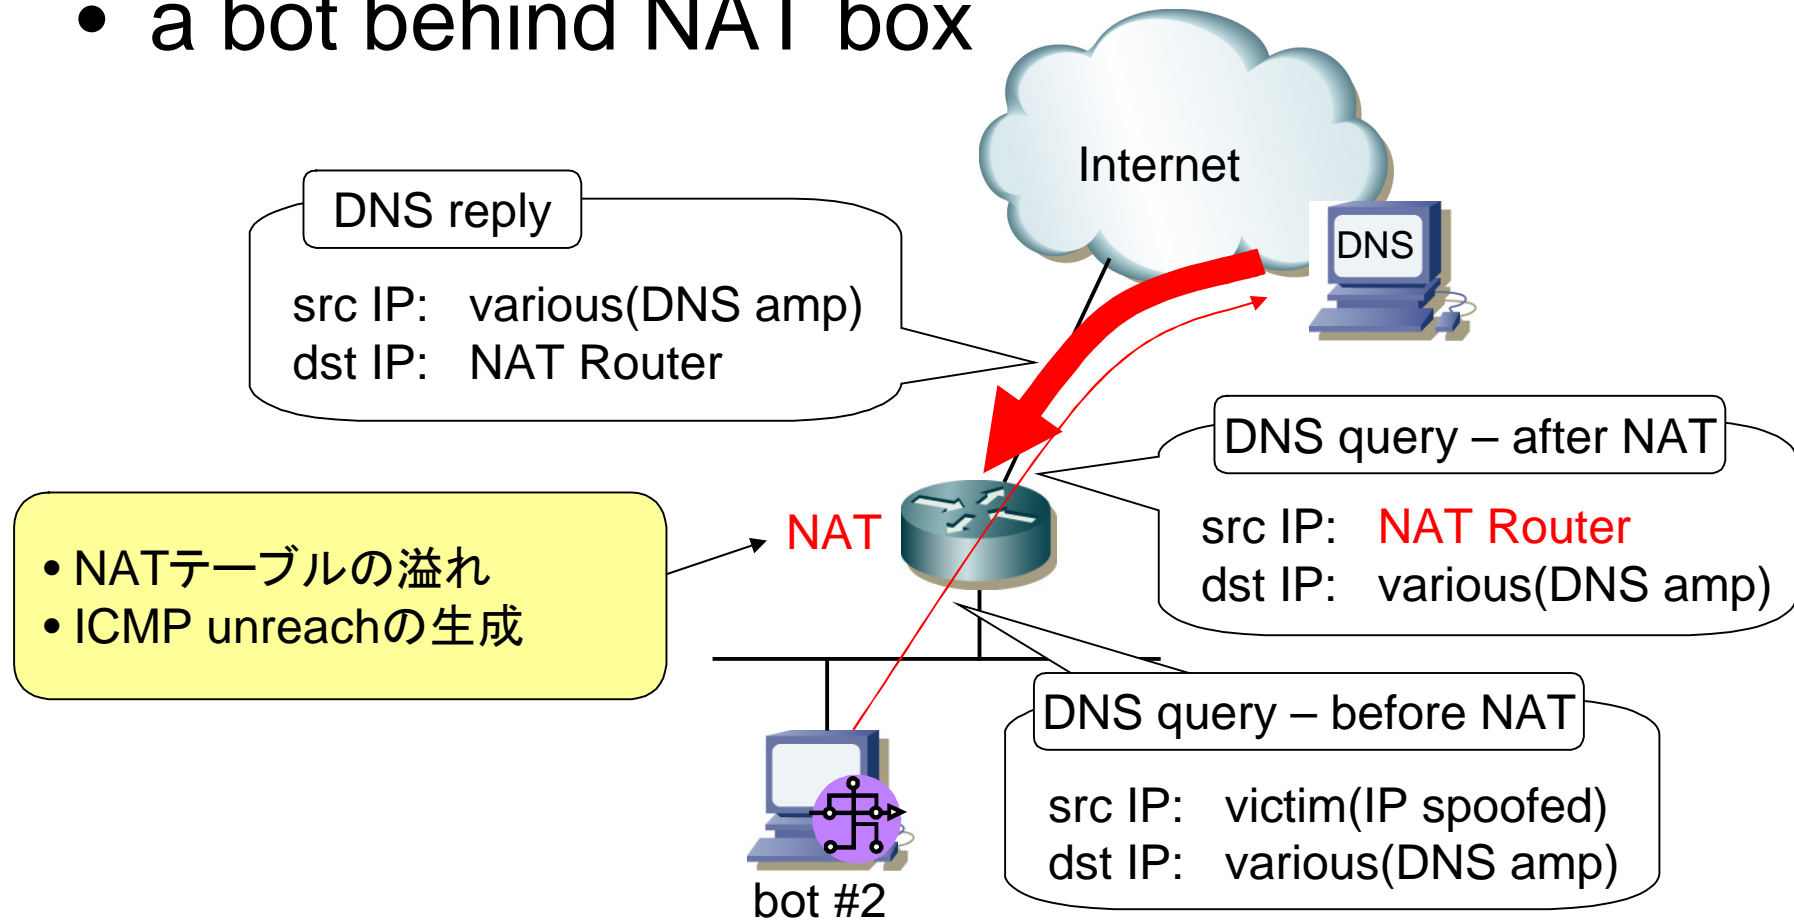 • a bot behind NAT box
Internet
DNS
DNS reply
src IP: various(DNS amp)
dst IP: NAT Router
DNS query – after NAT
src IP: NAT Router
dst IP: various(DNS amp)
NAT
• NATテーブルの溢れ
• ICMP unreachの生成
DNS query – before NAT
src IP: victim(IP spoofed)
dst IP: various(DNS amp)
bot #2